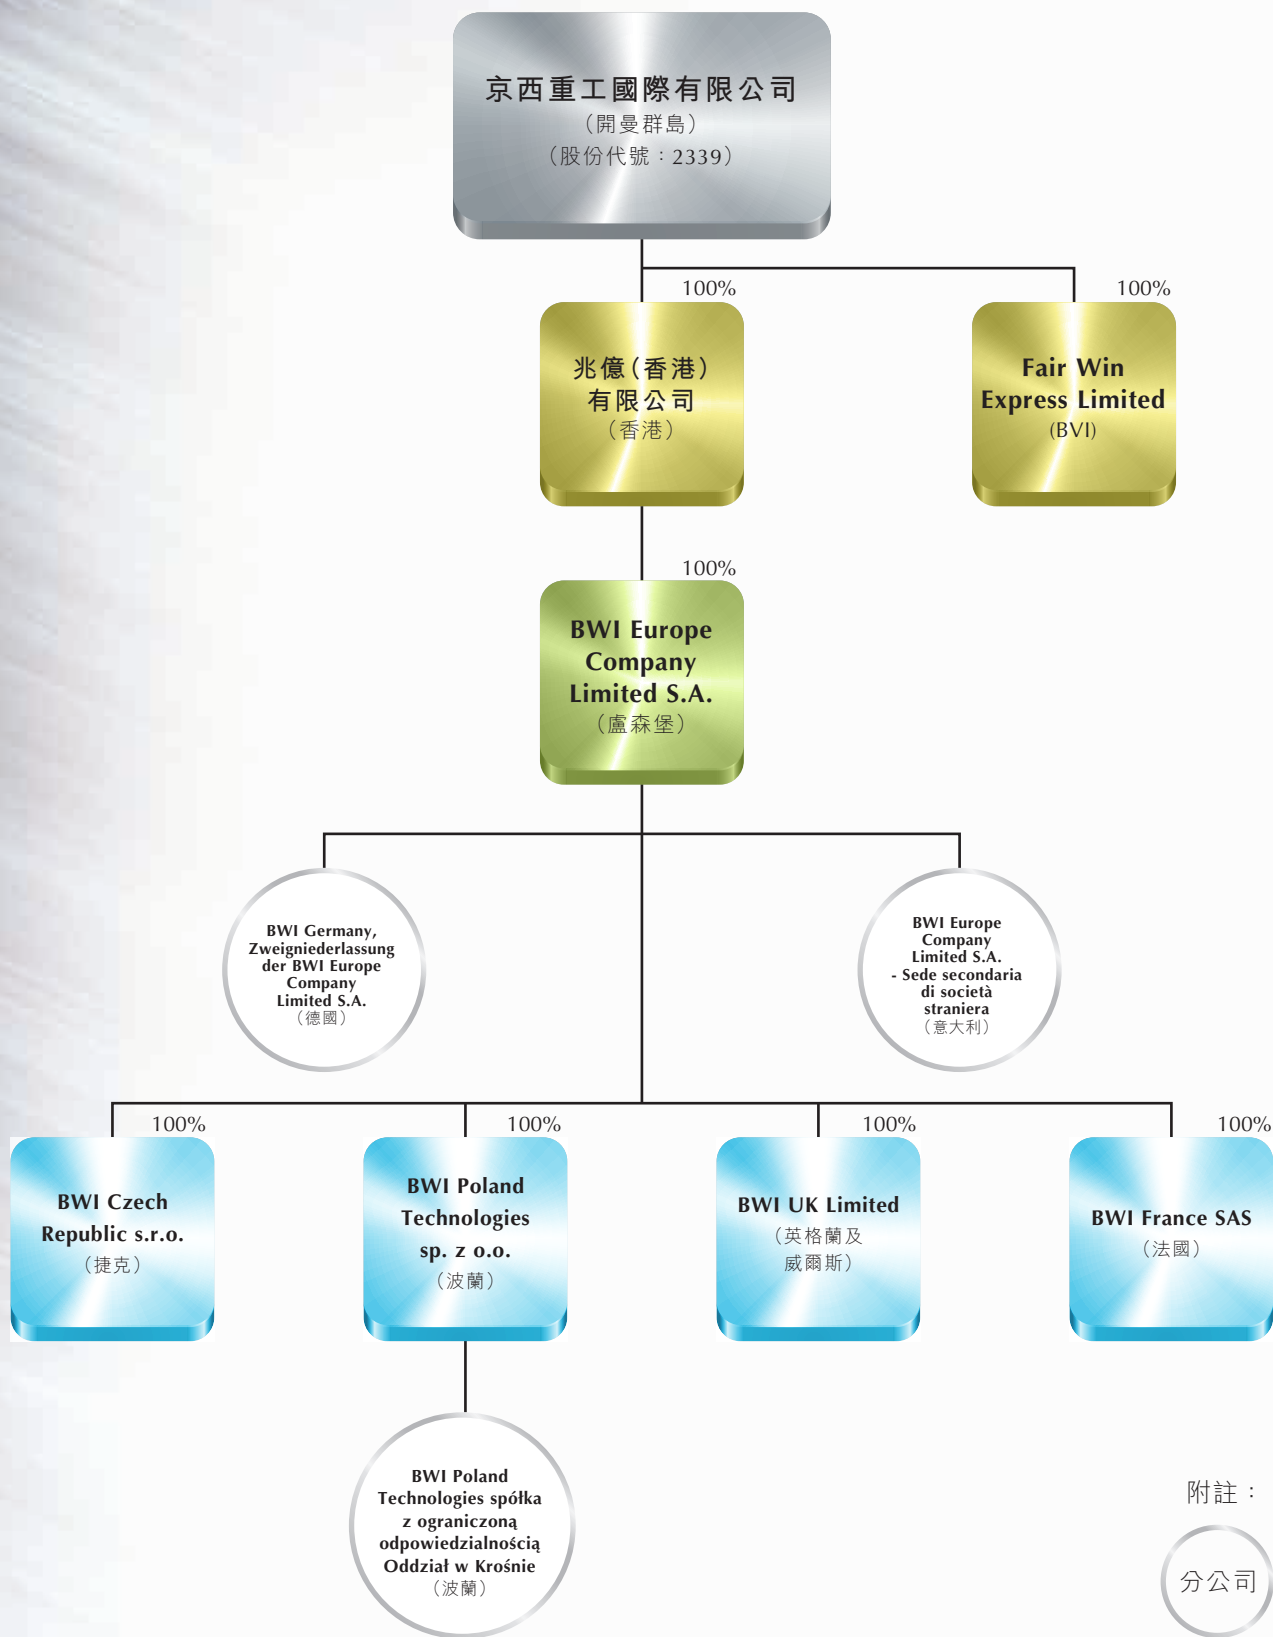 京西重工國際有限公司
（開曼群島）
（股份代號：2339）
100%
100%
兆億（香港）
有限公司
（香港）
Fair Win
Express Limited
(BVI)
100%
BWI Europe
Company
Limited S.A.
（盧森堡）
BWI Germany,
Zweigniederlassung
der BWI Europe
Company
Limited S.A.
（德國）
BWI Europe
Company
Limited S.A.
- Sede secondaria
di società
straniera
（意大利）
100%
100%
100%
100%
BWI Czech
Republic s.r.o.
（捷克）
BWI Poland
Technologies
sp. z o.o.
（波蘭）
BWI UK Limited
（英格蘭及
威爾斯）
BWI France SAS
（法國）
BWI Poland
Technologies spółka
z ograniczoną
odpowiedzialnością
Oddział w Krośnie
（波蘭）
附註：
分公司